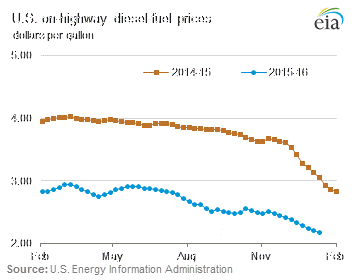 U.S. on-highway diesel fuel prices
dollars per gallon
eia
5.00
2014-15
2015-16
4.00
3.00
2.00
Feb May Aug Nov Feb
Source: U.S. Energy Information Administration